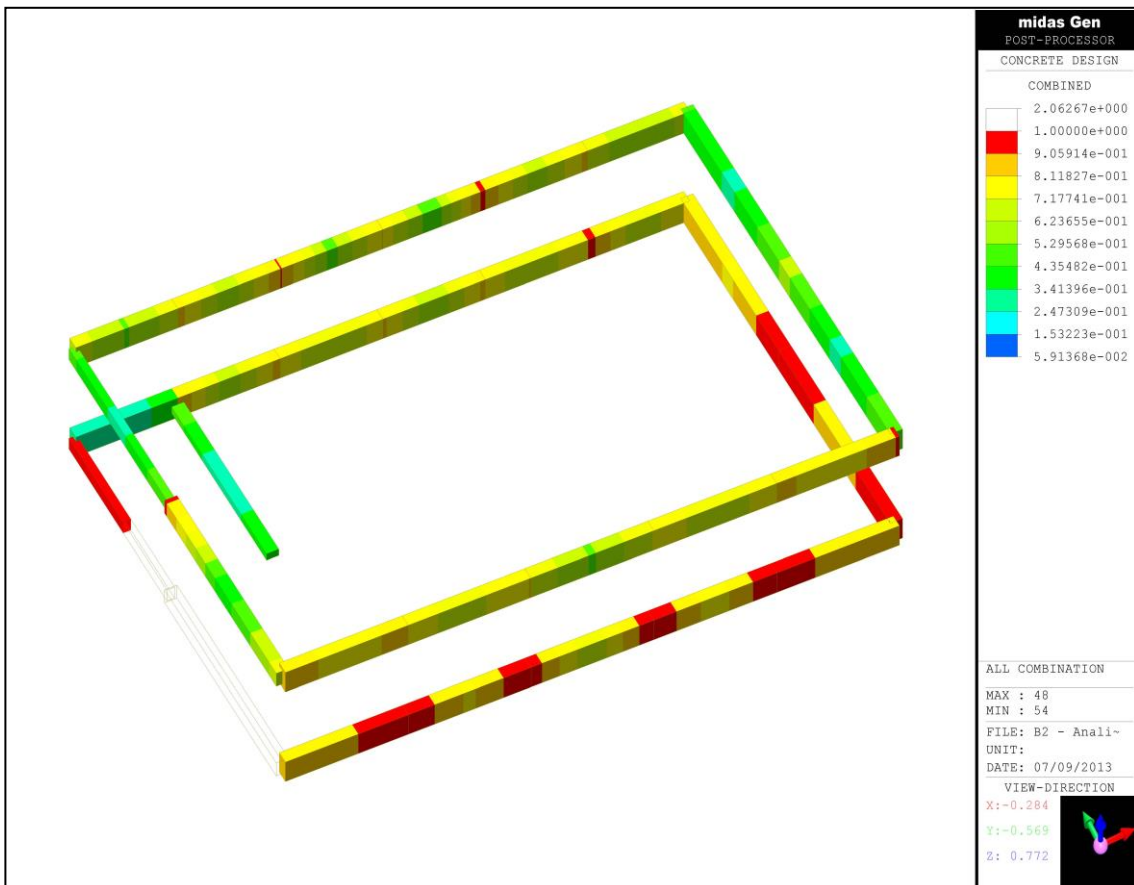 midas Gen
POST-PROCESSOR
CONCRETE DESIGN
COMBINED
2.06267e+000
1.00000e+000
9.05914e-001
8.11827e-001
7.17741e-001
6.23655e-001
5.29568e-001
4.35482e-001
3.41396e-001
2.47309e-001
1.53223e-001
5.91368e-002
ALL COMBINATION
MAX : 48
MIN : 54
FILE: B2 - Anali~
UNIT:
DATE: 07/09/2013
VIEW-DIRECTION
X:-0.284
Y:-0.569
Z: 0.772